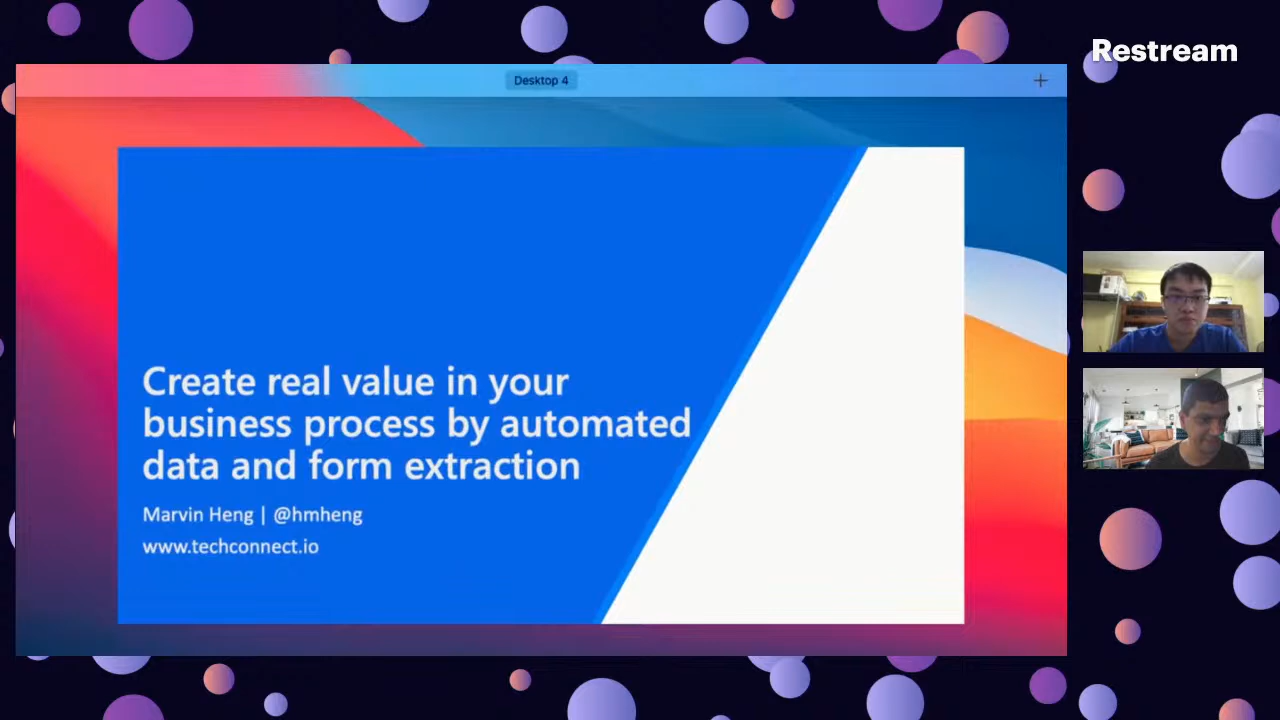 Restream
Desktop 4
Create real value in your
business process by automated
data and form extraction
Marvin Heng | @hmheng
www.techconnect.io